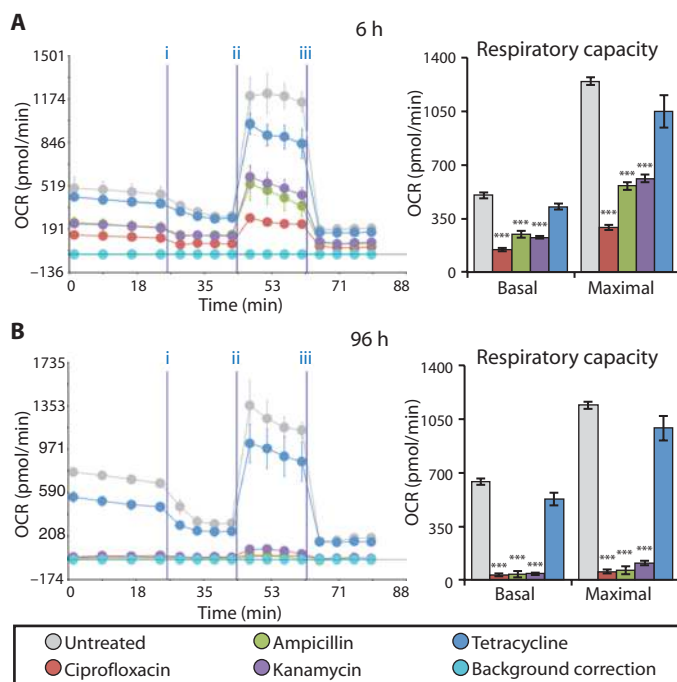 A
6 h
i ii iii
OCR (pmol/min)
1501
1174
846
519
191
−136
0 18 35 53 71 88
Time (min)
Respiratory capacity
OCR (pmol/min)
1400
1050
700
350
0
*** *** ***
*** *** ***
Basal Maximal
B
96 h
i ii iii
OCR (pmol/min)
1735
1353
971
590
208
−174
0 18 35 53 71 88
Time (min)
Respiratory capacity
OCR (pmol/min)
1400
1050
700
350
0
*** *** ***
*** *** ***
Basal Maximal
Untreated Ampicillin Tetracycline
Ciprofloxacin Kanamycin Background correction